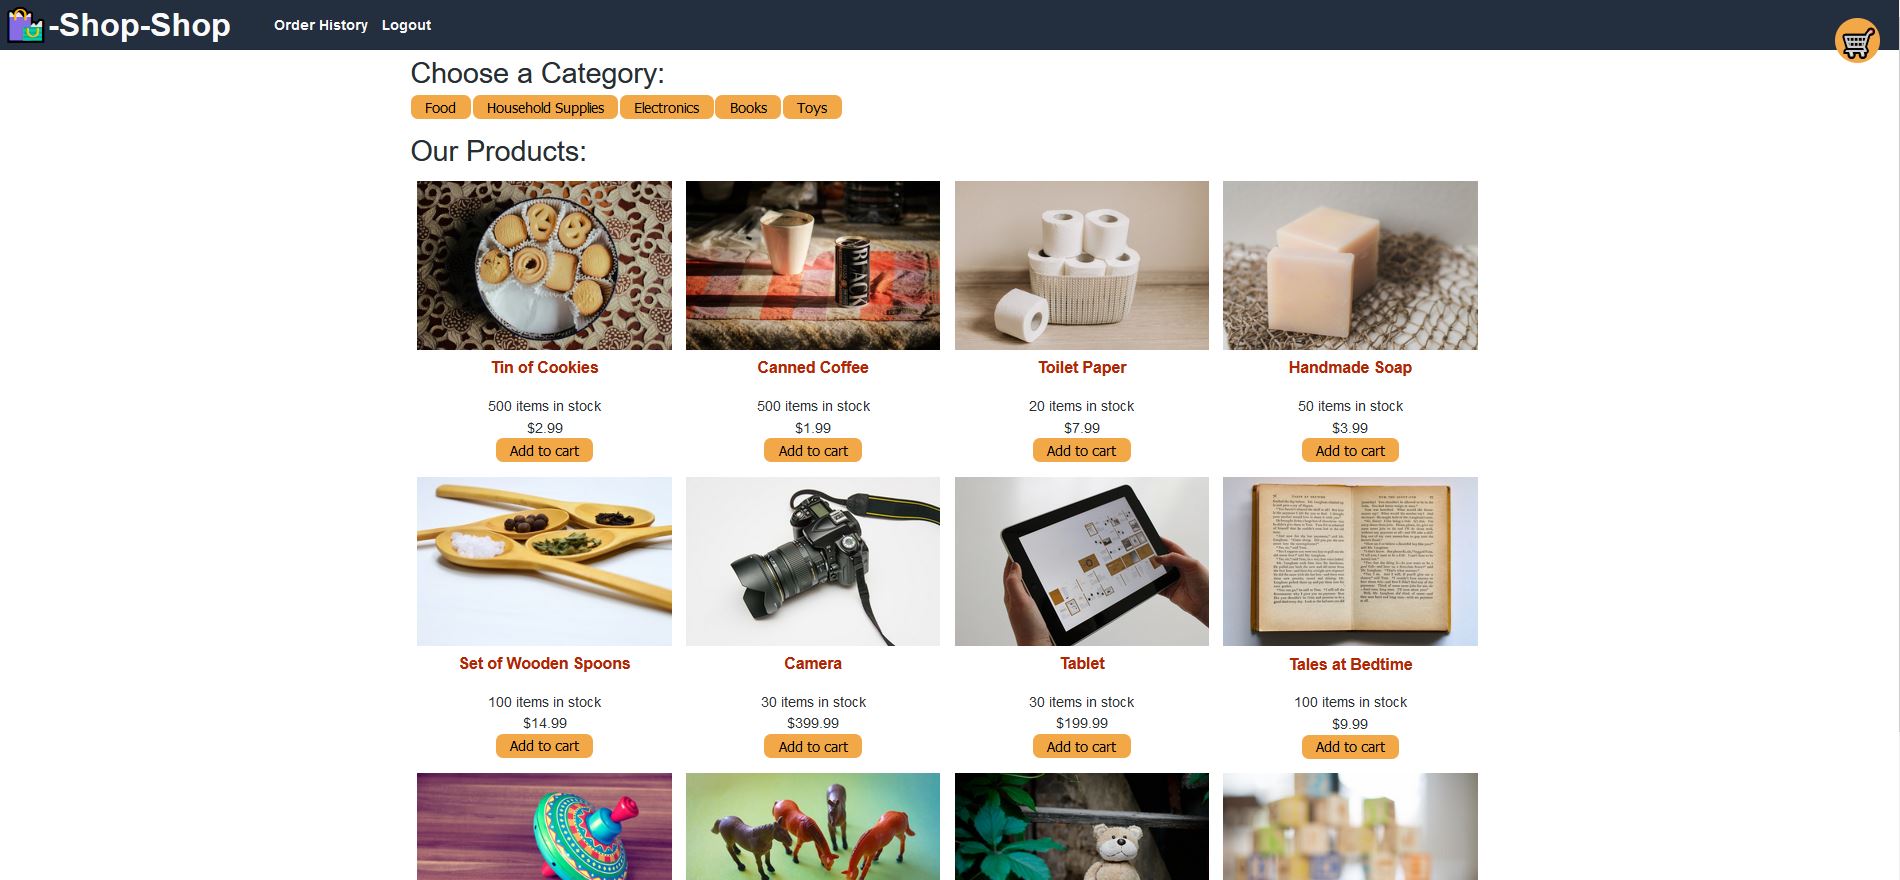 -Shop-Shop
Order History Logout
Choose a Category:
Food Household Supplies Electronics Books Toys
Our Products:
BLACK
Tin of Cookies Canned Coffee Toilet Paper Handmade Soap
500 items in stock 500 items in stock 20 items in stock 50 items in stock
$2.99 $1.99 $7.99 $3.99
Add to cart Add to cart Add to cart Add to cart
Set of Wooden Spoons Camera Tablet Tales at Bedtime
100 items in stock 30 items in stock 30 items in stock 100 items in stock
$14.99 $399.99 $199.99 $9.99
Add to cart Add to cart Add to cart Add to cart